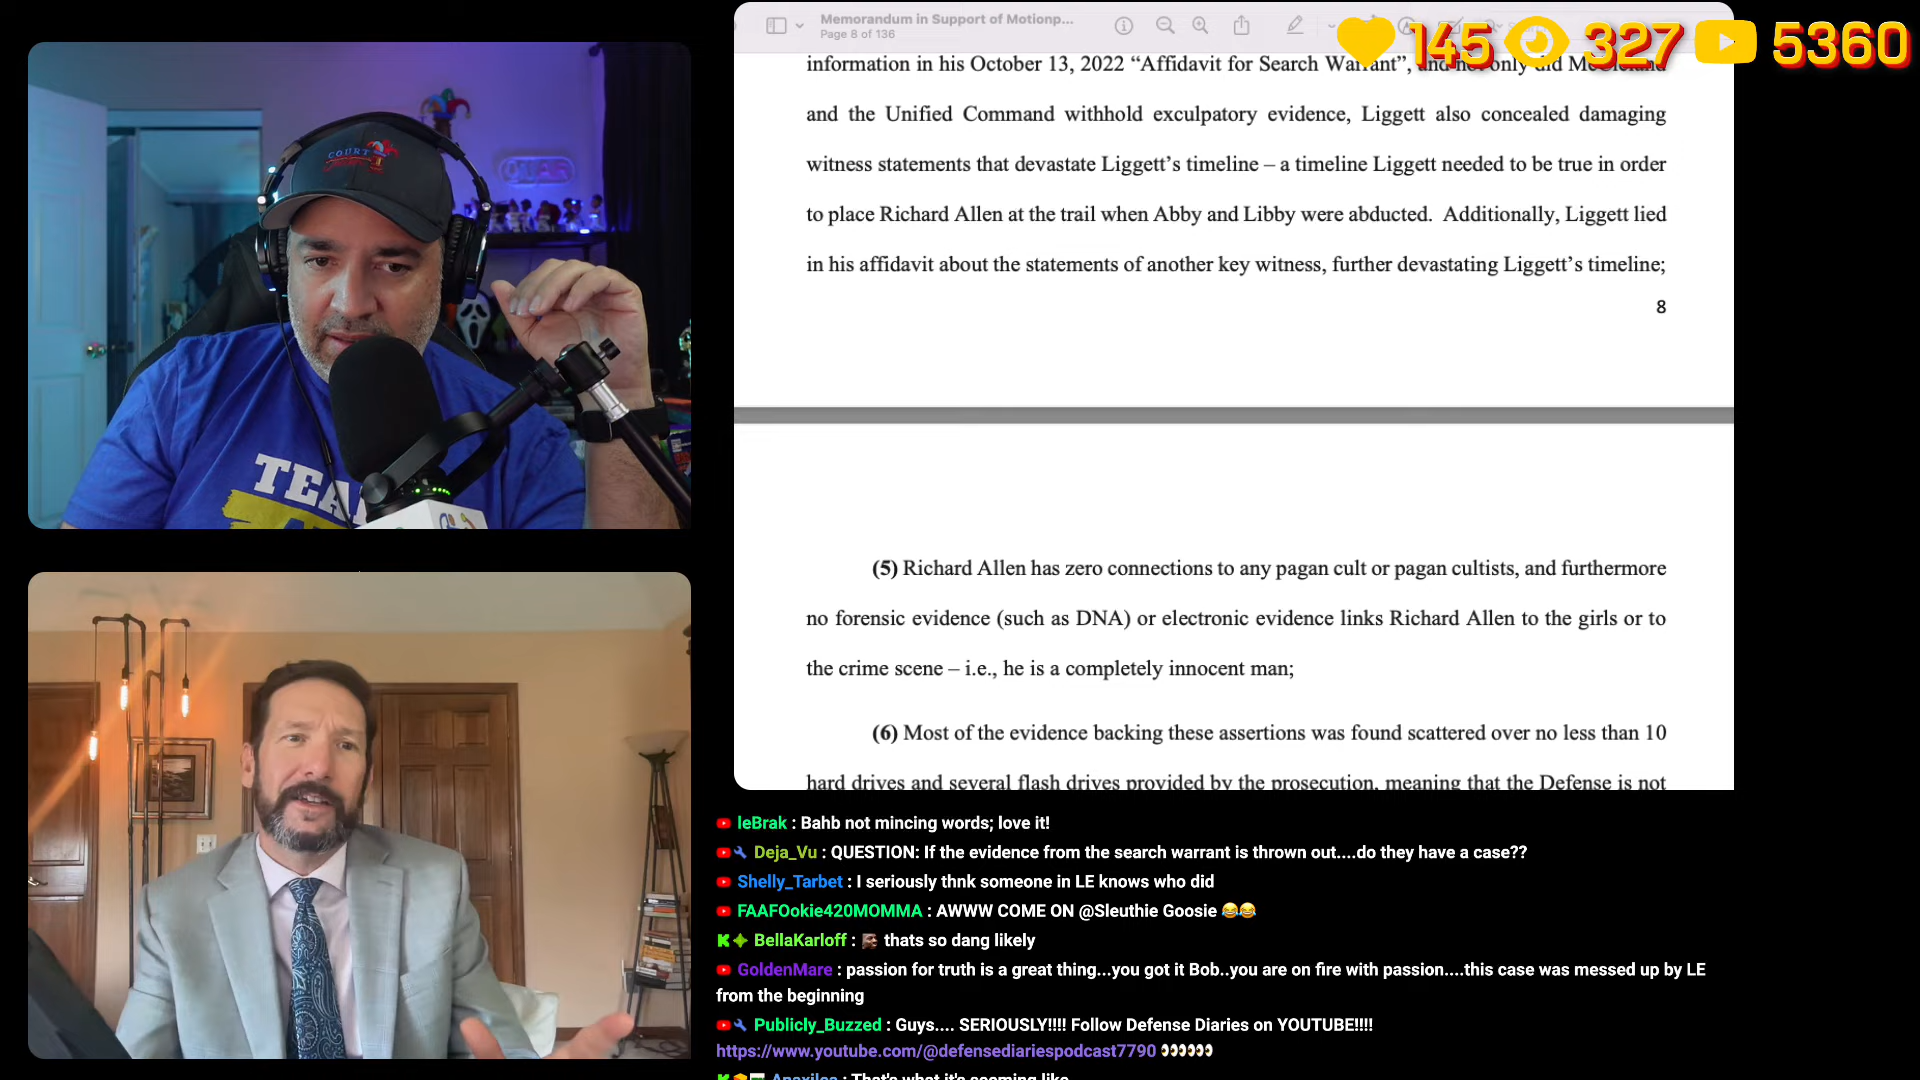 Memorandum in Support of Motionp...
Page 8 of 136
145 327 5360
information in his October 13, 2022 “Affidavit for Search Warrant”, and not only did McCleland
and the Unified Command withhold exculpatory evidence, Liggett also concealed damaging
witness statements that devastate Liggett’s timeline – a timeline Liggett needed to be true in order
to place Richard Allen at the trail when Abby and Libby were abducted. Additionally, Liggett lied
in his affidavit about the statements of another key witness, further devastating Liggett’s timeline;
8
(5) Richard Allen has zero connections to any pagan cult or pagan cultists, and furthermore
no forensic evidence (such as DNA) or electronic evidence links Richard Allen to the girls or to
the crime scene – i.e., he is a completely innocent man;
(6) Most of the evidence backing these assertions was found scattered over no less than 10
hard drives and several flash drives provided by the prosecution, meaning that the Defense is not
COURT
TEA
leBrak : Bahb not mincing words; love it!
Deja_Vu : QUESTION: If the evidence from the search warrant is thrown out....do they have a case??
Shelly_Tarbet : I seriously thnk someone in LE knows who did
FAAFOokie420MOMMA : AWWW COME ON @Sleuthie Goosie 😂😂
BellaKarloff : thats so dang likely
GoldenMare : passion for truth is a great thing...you got it Bob..you are on fire with passion....this case was messed up by LE
from the beginning
Publicly_Buzzed : Guys.... SERIOUSLY!!!! Follow Defense Diaries on YOUTUBE!!!!
https://www.youtube.com/@defensediariespodcast7790 👀👀👀
Anaxilea : That's what it's seeming like